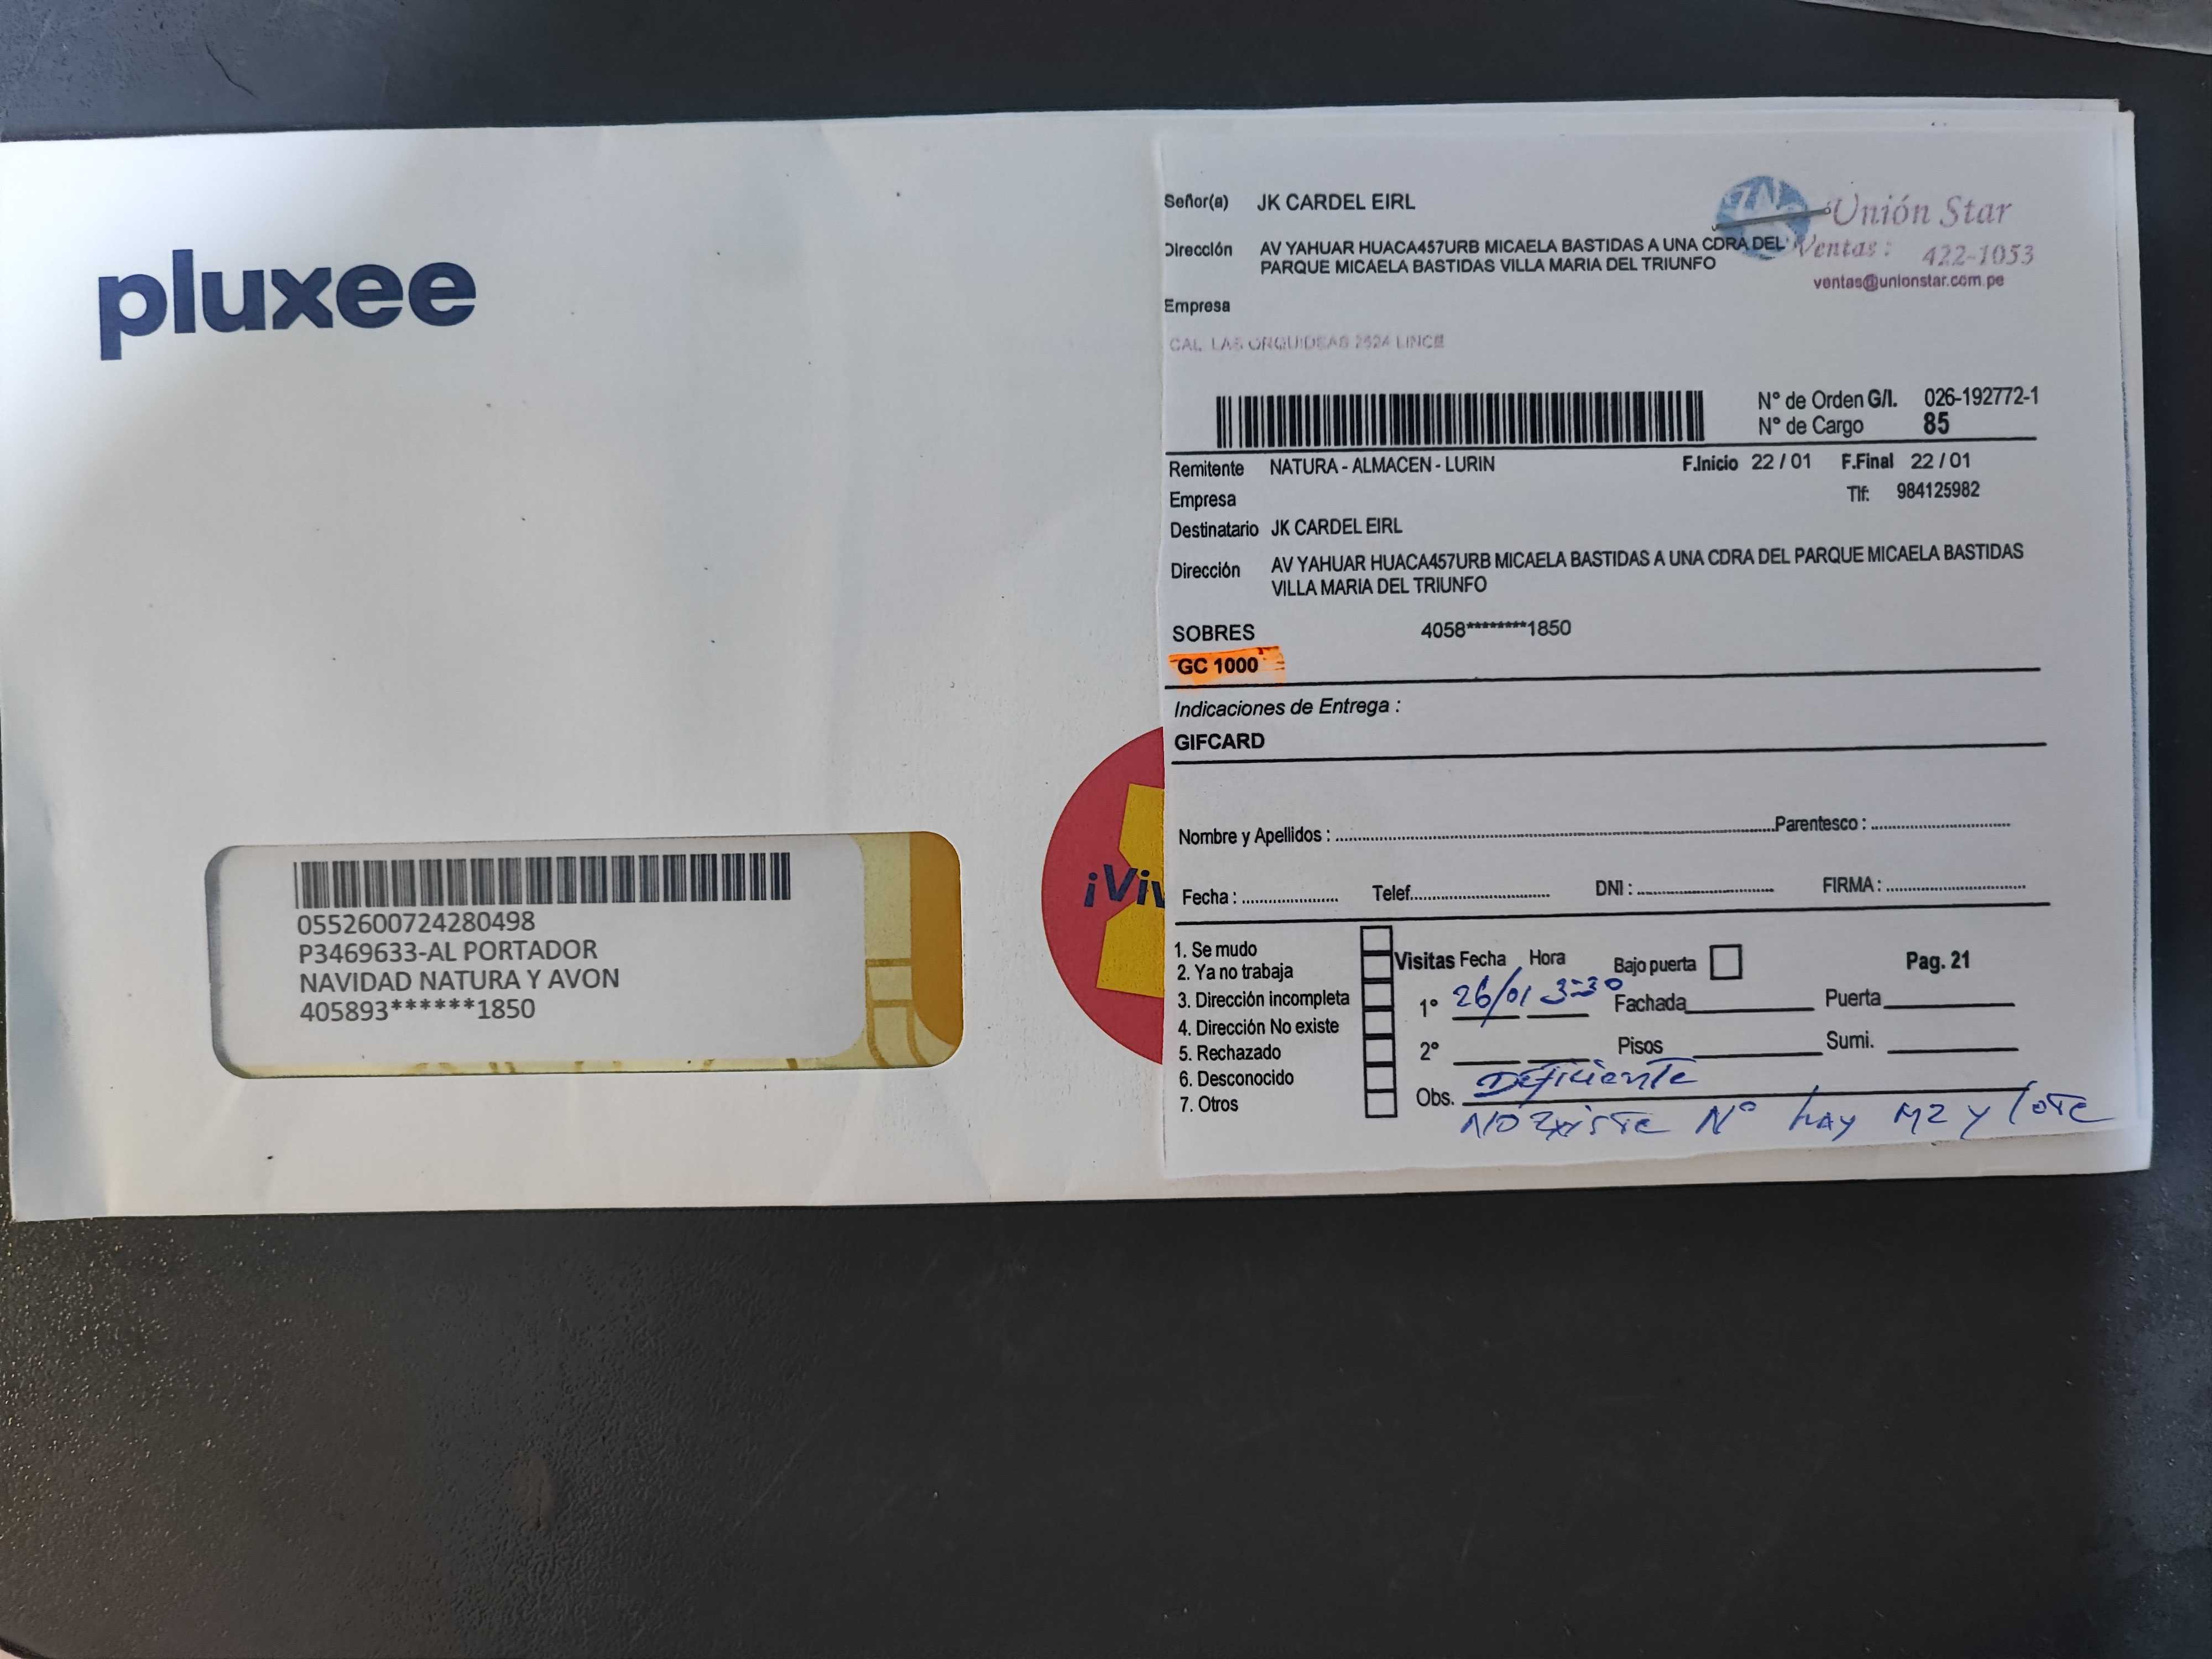 pluxee
0552600724280498
P3469633-AL PORTADOR
NAVIDAD NATURA Y AVON
405893******1850
¡Viv
Señor(a) JK CARDEL EIRL
Unión Star
Dirección AV YAHUAR HUACA457URB MICAELA BASTIDAS A UNA CDRA DEL
PARQUE MICAELA BASTIDAS VILLA MARIA DEL TRIUNFO
Ventas: 422-1053
ventas@unionstar.com.pe
Empresa
CAL LAS ORQUIDEAS 2624 LINCE
N° de Orden G/I. 026-192772-1
N° de Cargo 85
Remitente NATURA - ALMACEN - LURIN F.Inicio 22 / 01 F.Final 22 / 01
Empresa Tlf: 984125982
Destinatario JK CARDEL EIRL
Dirección AV YAHUAR HUACA457URB MICAELA BASTIDAS A UNA CDRA DEL PARQUE MICAELA BASTIDAS
VILLA MARIA DEL TRIUNFO
SOBRES 4058********1850
GC 1000
Indicaciones de Entrega :
GIFCARD
Nombre y Apellidos : Parentesco :
Fecha : Telef. DNI : FIRMA :
1. Se mudo
2. Ya no trabaja
3. Dirección incompleta
4. Dirección No existe
5. Rechazado
6. Desconocido
7. Otros
Visitas Fecha Hora Bajo puerta Pag. 21
1° 26/01 3:30 Fachada Puerta
2° Pisos Sumi.
Obs. Deficiente
NO Existe N° hay MZ y lote